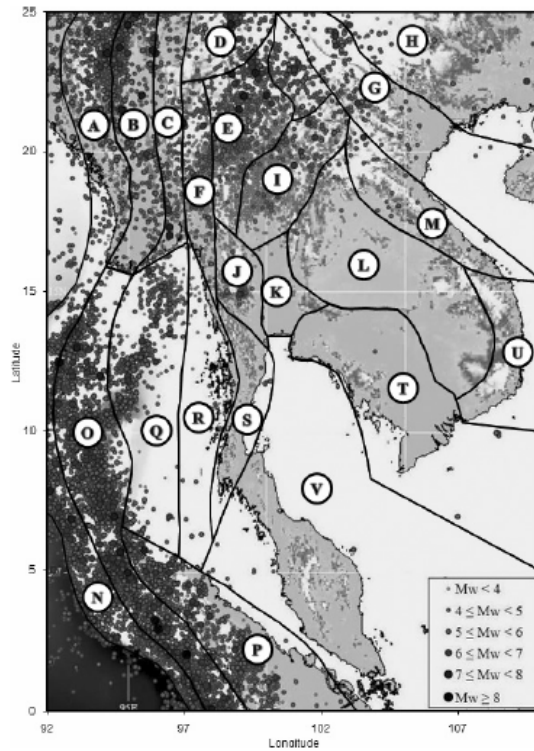 25
D
H
G
A
B
C
E
20
I
F
M
J
L
K
15
U
T
S
O
Q
R
10
V
5
N
P
Mw < 4
4 ≤ Mw < 5
5 ≤ Mw < 6
6 ≤ Mw < 7
7 ≤ Mw < 8
Mw ≥ 8
0
92
97
102
107
Latitude
Longitude
95E